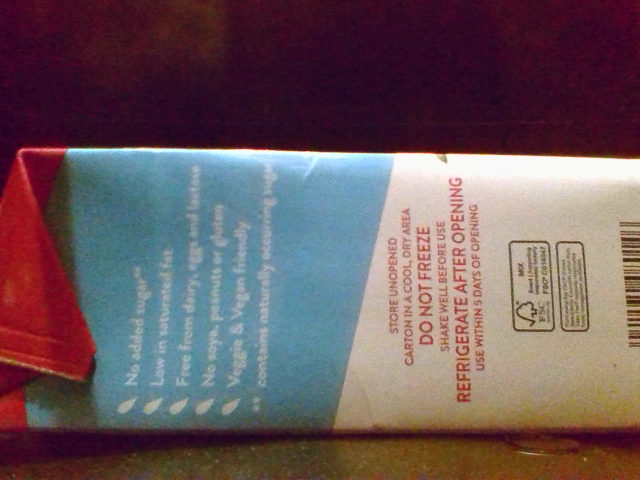 No added sugar**
Low in saturated fat
Free from dairy, eggs and lactose
No soya, peanuts or gluten
Veggie & Vegan friendly
** contains naturally occurring sugar
STORE UNOPENED
CARTON IN A COOL, DRY AREA
DO NOT FREEZE
SHAKE WELL BEFORE USE
REFRIGERATE AFTER OPENING
USE WITHIN 5 DAYS OF OPENING
MIX
FSC